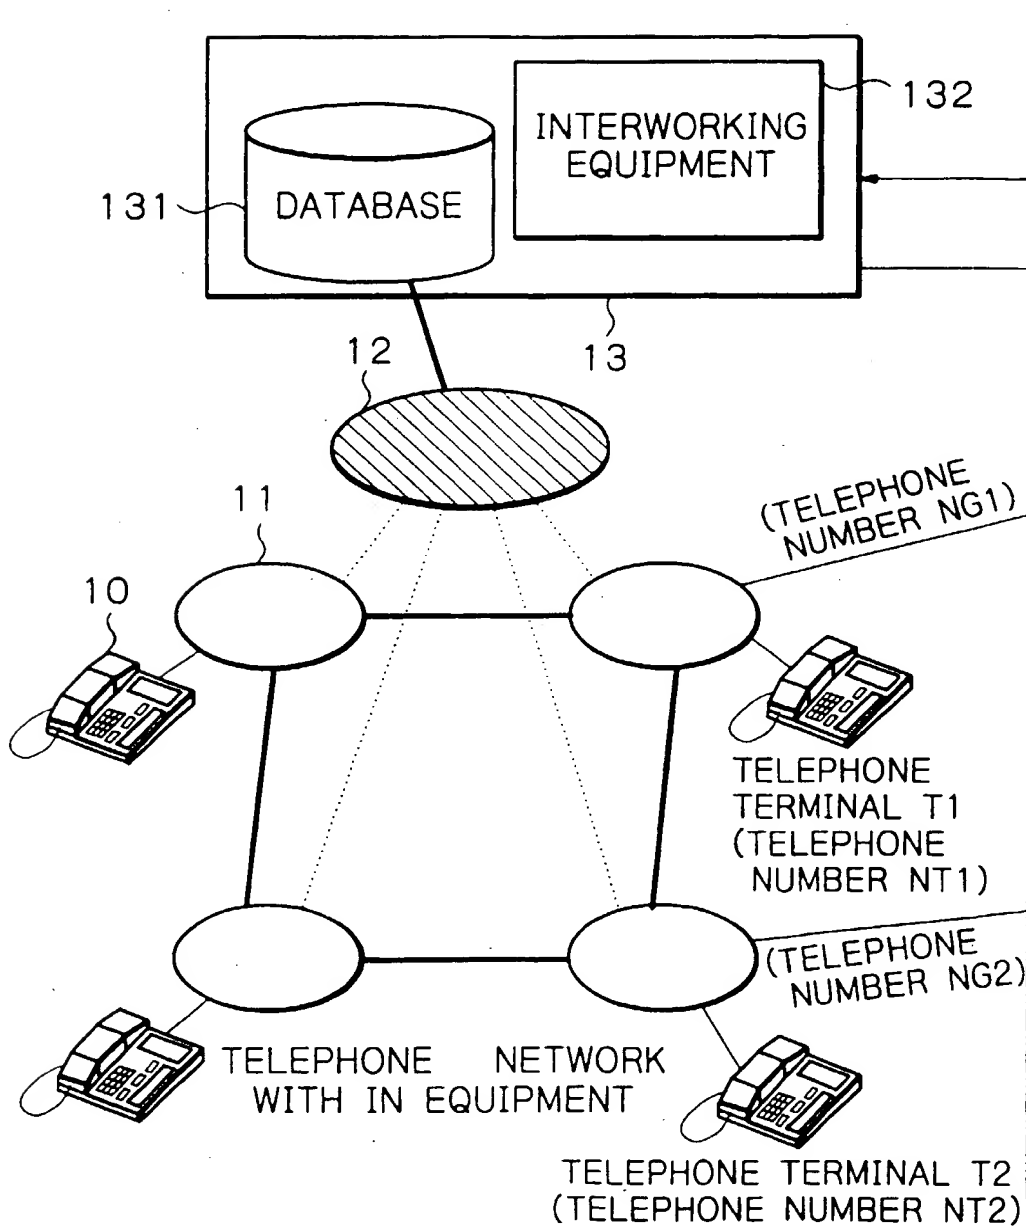 132
INTERWORKING
EQUIPMENT
131
DATABASE
13
12
(TELEPHONE
NUMBER NG1)
11
10
TELEPHONE
TERMINAL T1
(TELEPHONE
NUMBER NT1)
(TELEPHONE
NUMBER NG2)
TELEPHONE NETWORK
WITH IN EQUIPMENT
TELEPHONE TERMINAL T2
(TELEPHONE NUMBER NT2)